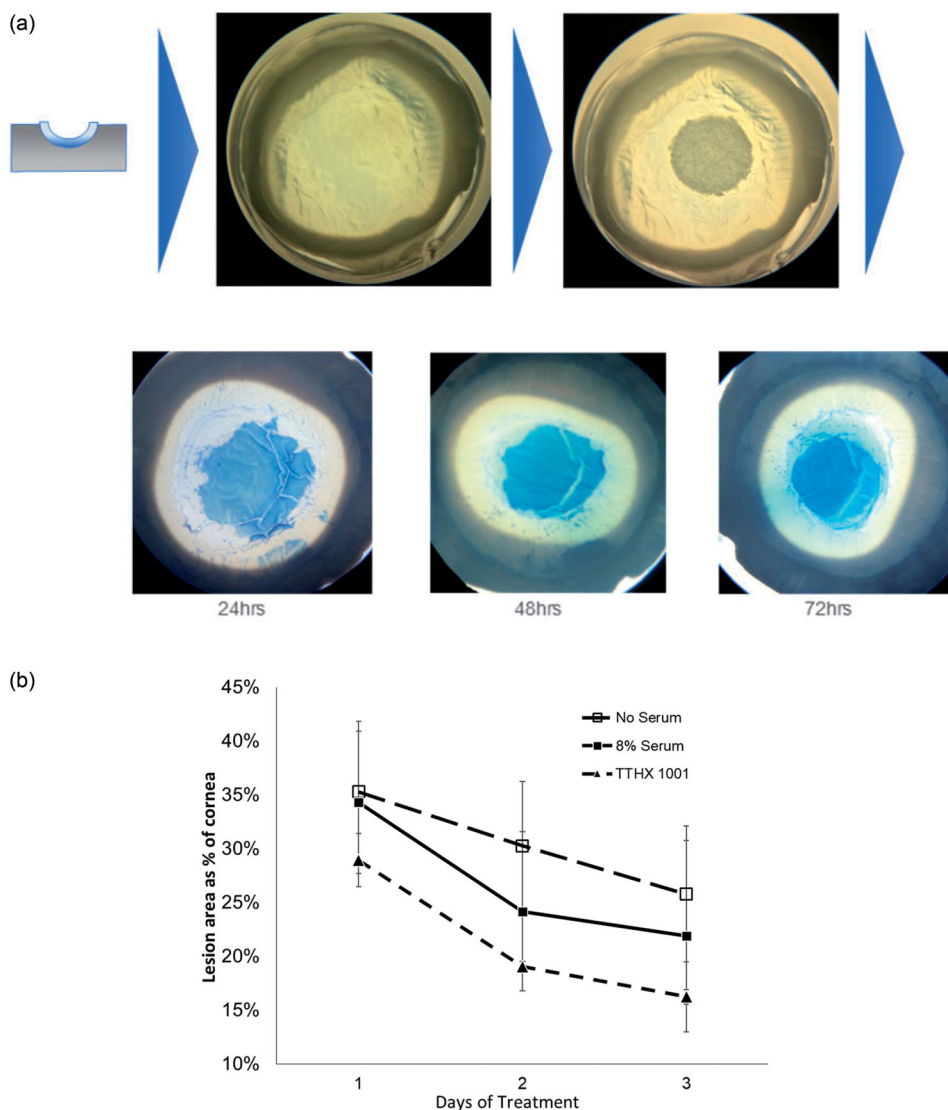 (a)
24hrs
48hrs
72hrs
(b)
45%
40%
35%
30%
25%
20%
15%
10%
Lesion area as % of cornea
No Serum
8% Serum
TTHX 1001
1
2
3
Days of Treatment